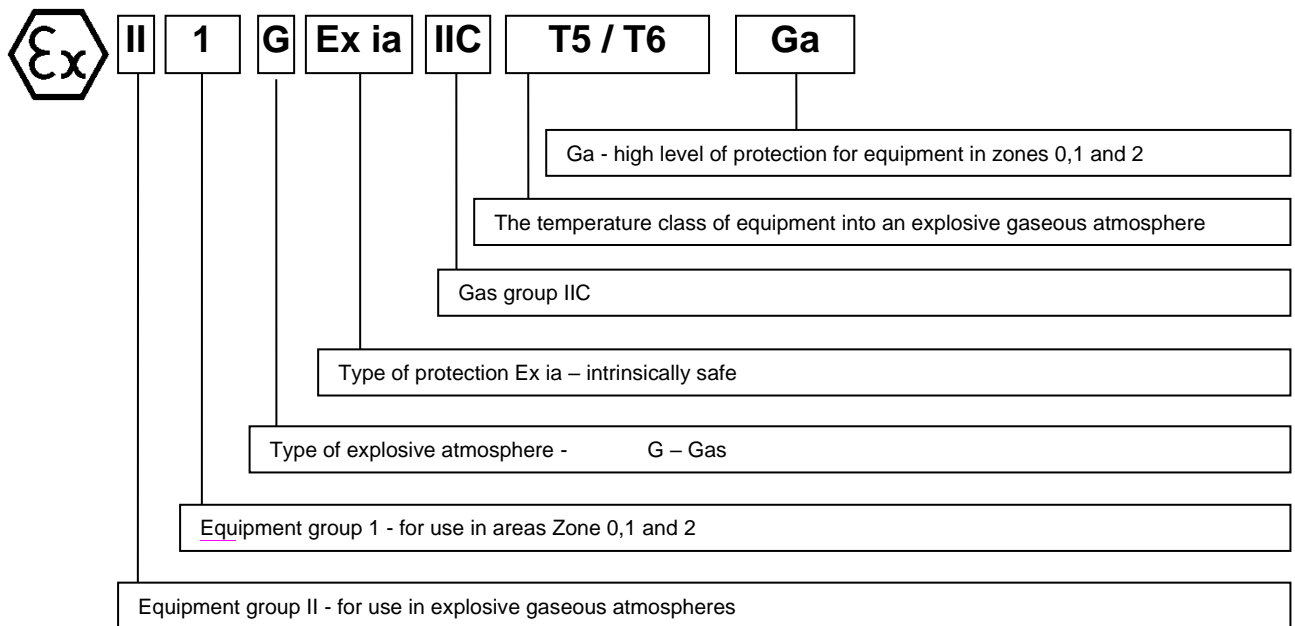 Ex II 1 G Ex ia IIC T5 / T6 Ga
Ga - high level of protection for equipment in zones 0,1 and 2
The temperature class of equipment into an explosive gaseous atmosphere
Gas group IIC
Type of protection Ex ia – intrinsically safe
Type of explosive atmosphere - G – Gas
Equipment group 1 - for use in areas Zone 0,1 and 2
Equipment group II - for use in explosive gaseous atmospheres